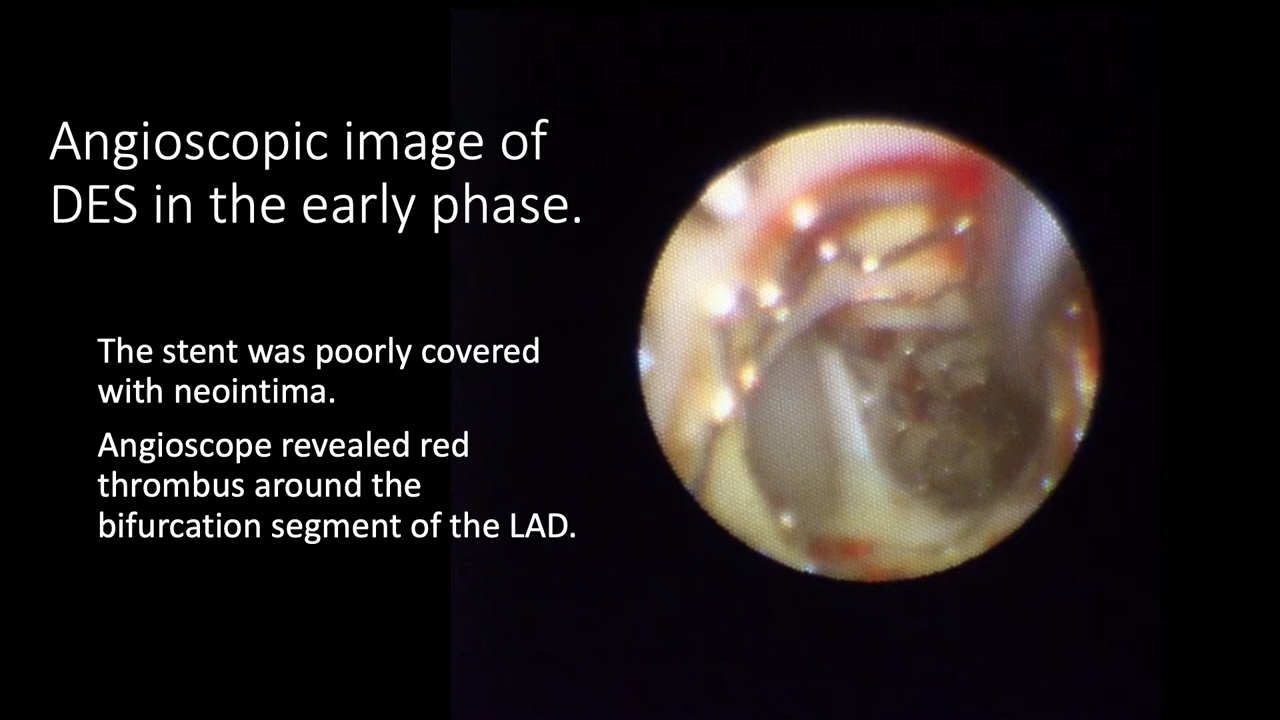 Angioscopic image of
DES in the early phase.
The stent was poorly covered
with neointima.
Angioscope revealed red
thrombus around the
bifurcation segment of the LAD.